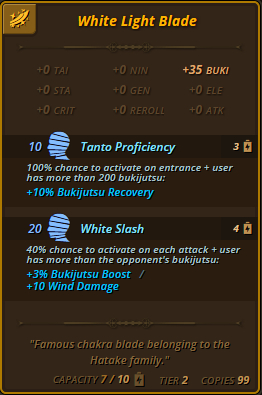 White Light Blade
+0 TAI +0 NIN +35 BUKI
+0 STA +0 GEN +0 ELE
+0 CRIT +0 REROLL +0 ATK
10 Tanto Proficiency 3
100% chance to activate on entrance + user
has more than 200 bukijutsu:
+10% Bukijutsu Recovery
20 White Slash 4
40% chance to activate on each attack + user
has more than the opponent's bukijutsu:
+3% Bukijutsu Boost /
+10 Wind Damage
"Famous chakra blade belonging to the
Hatake family."
CAPACITY 7 / 10 TIER 2 COPIES 99